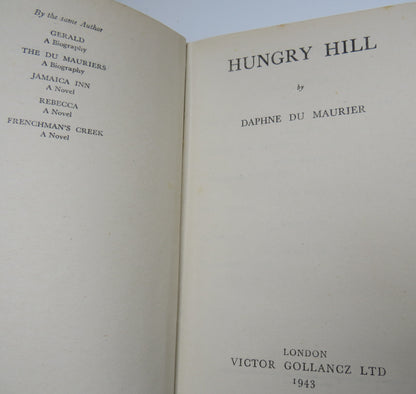 By the same Author
GERALD
A Biography
THE DU MAURIERS
A Biography
JAMAICA INN
A Novel
REBECCA
A Novel
FRENCHMAN'S CREEK
A Novel
HUNGRY HILL
by
DAPHNE DU MAURIER
LONDON
VICTOR GOLLANCZ LTD
1943